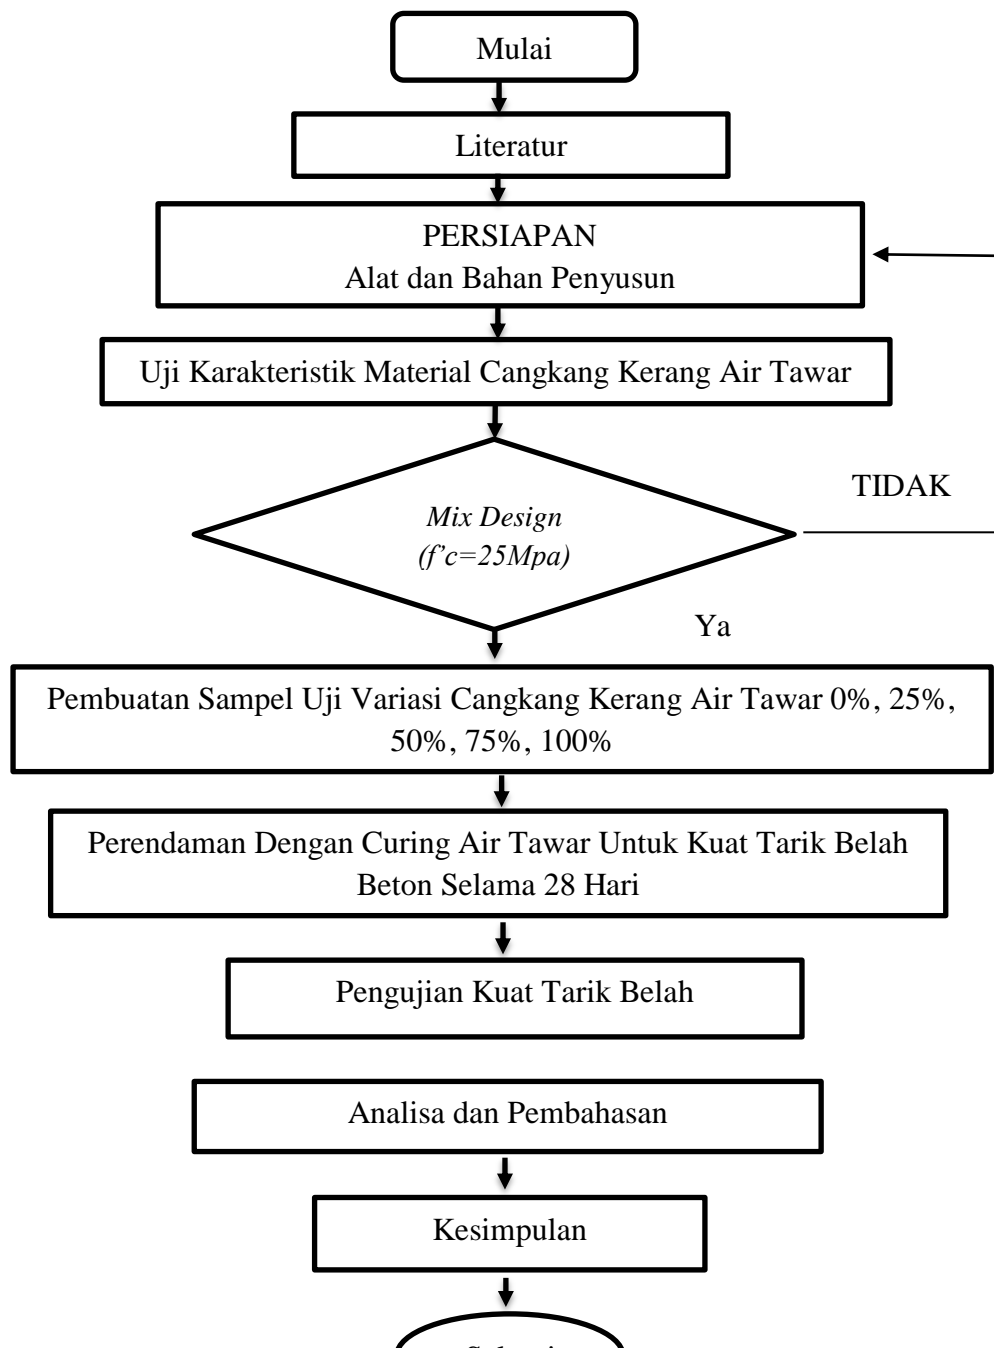 Mulai
Literatur
PERSIAPAN
Alat dan Bahan Penyusun
Uji Karakteristik Material Cangkang Kerang Air Tawar
TIDAK
Mix Design
(f’c=25Mpa)
Ya
Pembuatan Sampel Uji Variasi Cangkang Kerang Air Tawar 0%, 25%,
50%, 75%, 100%
Perendaman Dengan Curing Air Tawar Untuk Kuat Tarik Belah
Beton Selama 28 Hari
Pengujian Kuat Tarik Belah
Analisa dan Pembahasan
Kesimpulan